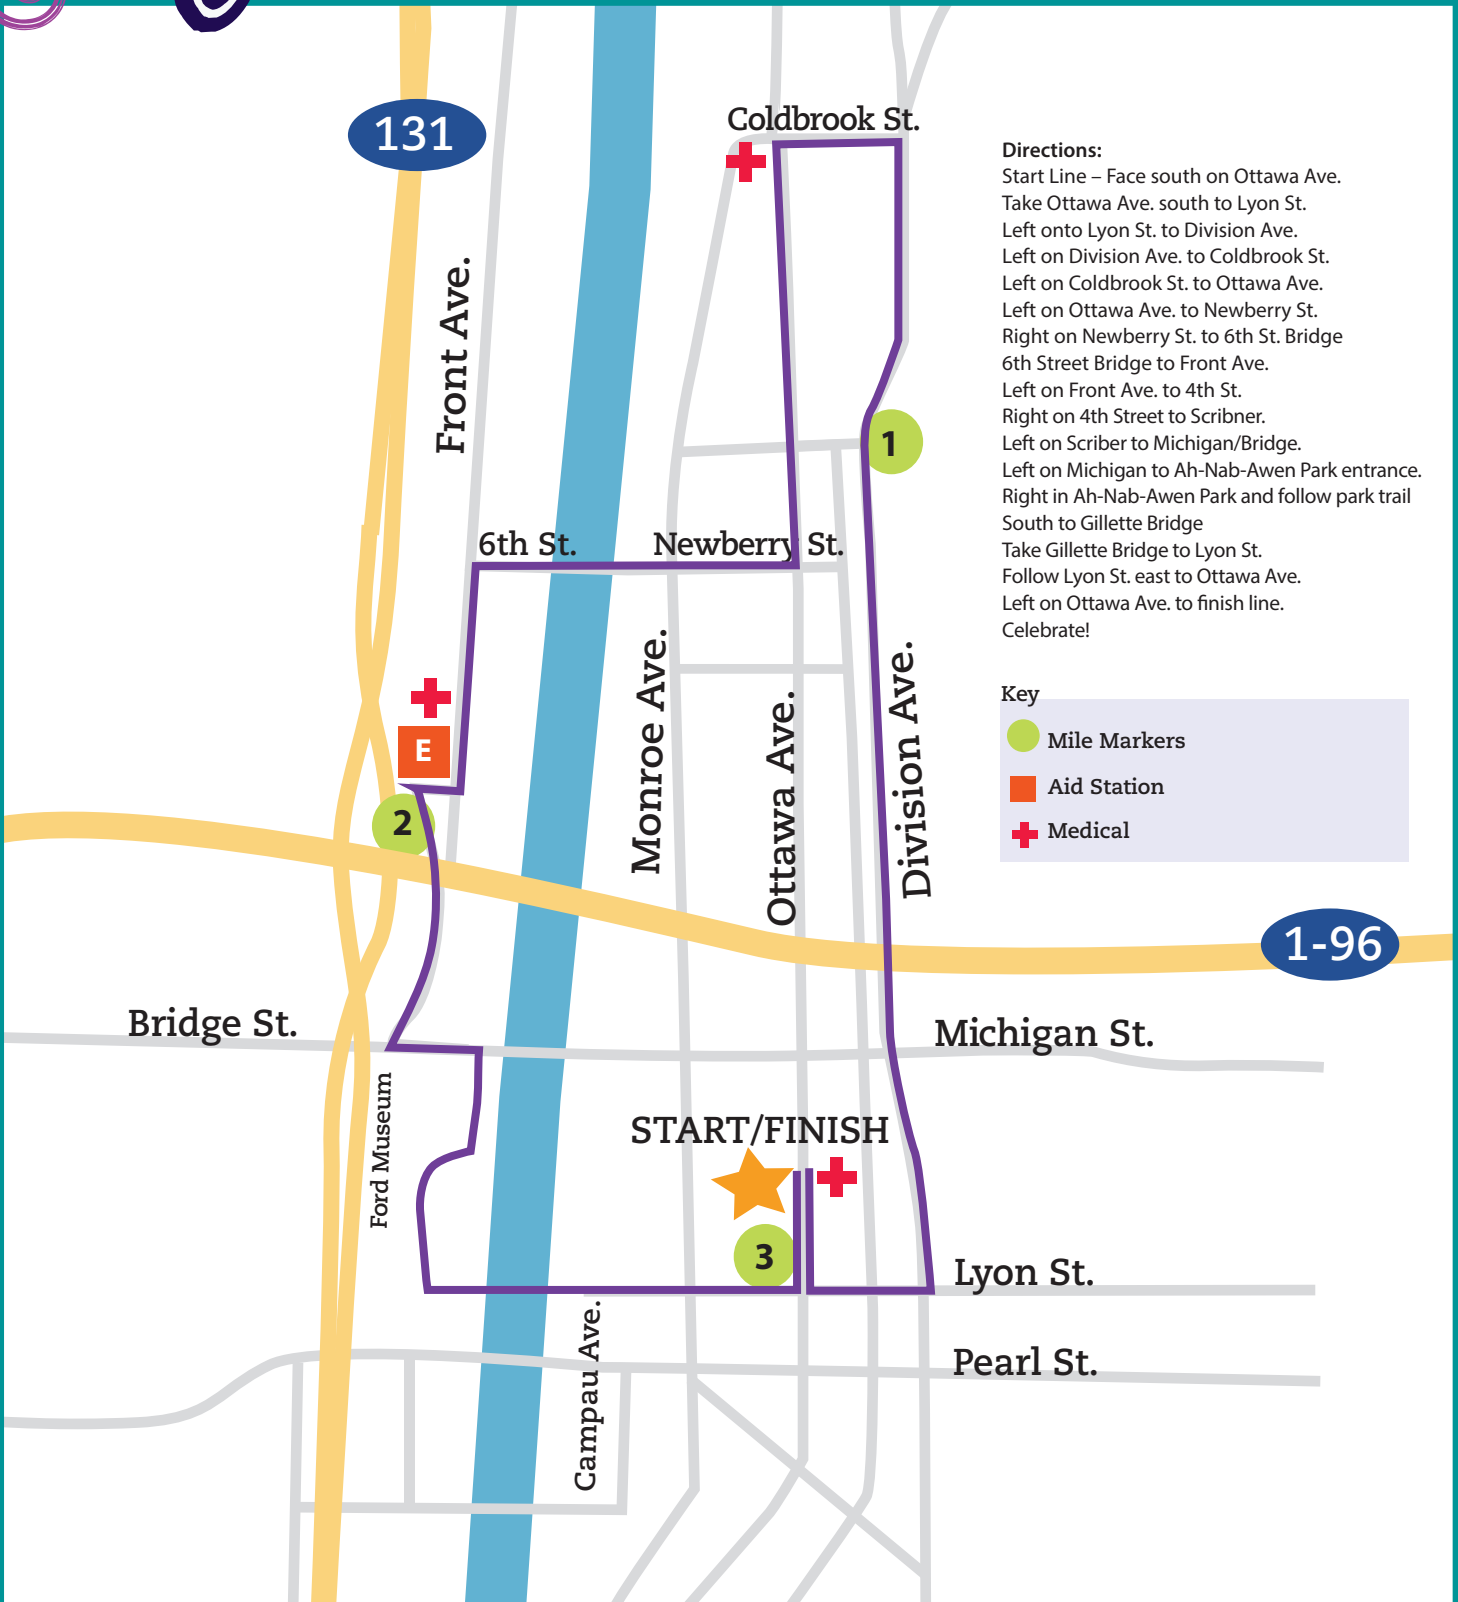 131
Coldbrook St.
Directions:
Start Line – Face south on Ottawa Ave.
Take Ottawa Ave. south to Lyon St.
Left onto Lyon St. to Division Ave.
Left on Division Ave. to Coldbrook St.
Left on Coldbrook St. to Ottawa Ave.
Left on Ottawa Ave. to Newberry St.
Right on Newberry St. to 6th St. Bridge
6th Street Bridge to Front Ave.
Left on Front Ave. to 4th St.
Right on 4th Street to Scribner.
Left on Scriber to Michigan/Bridge.
Left on Michigan to Ah-Nab-Awen Park entrance.
Right in Ah-Nab-Awen Park and follow park trail
South to Gillette Bridge
Take Gillette Bridge to Lyon St.
Follow Lyon St. east to Ottawa Ave.
Left on Ottawa Ave. to finish line.
Celebrate!
Front Ave.
1
6th St.
Newberry St.
Monroe Ave.
Ottawa Ave.
Division Ave.
Key
Mile Markers
Aid Station
Medical
E
2
1-96
Bridge St.
Michigan St.
Ford Museum
START/FINISH
3
Lyon St.
Campau Ave.
Pearl St.